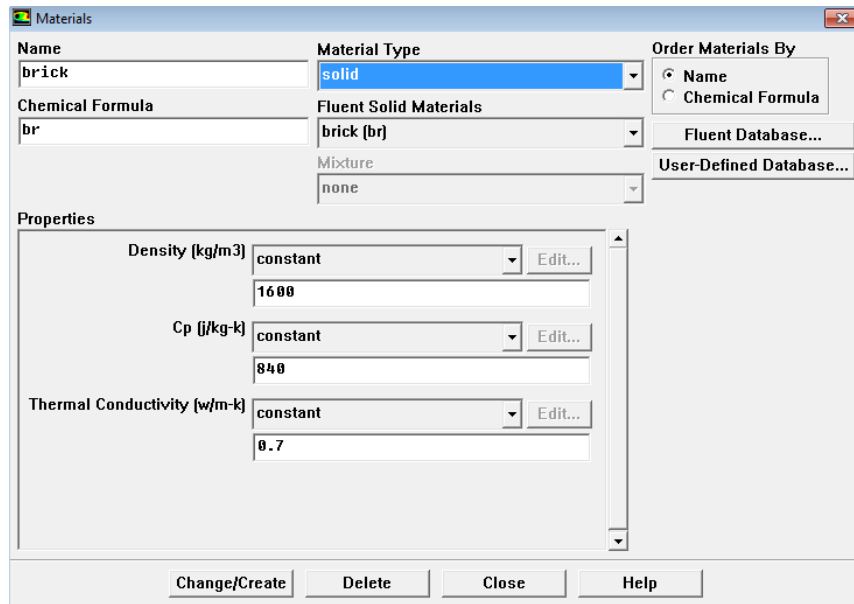 Materials
Name
brick
Chemical Formula
br
Material Type
solid
Fluent Solid Materials
brick (br)
Mixture
none
Order Materials By
Name
Chemical Formula
Fluent Database...
User-Defined Database...
Properties
Density (kg/m3)
constant
Edit...
1600
Cp (j/kg-k)
constant
Edit...
840
Thermal Conductivity (w/m-k)
constant
Edit...
0.7
Change/Create
Delete
Close
Help